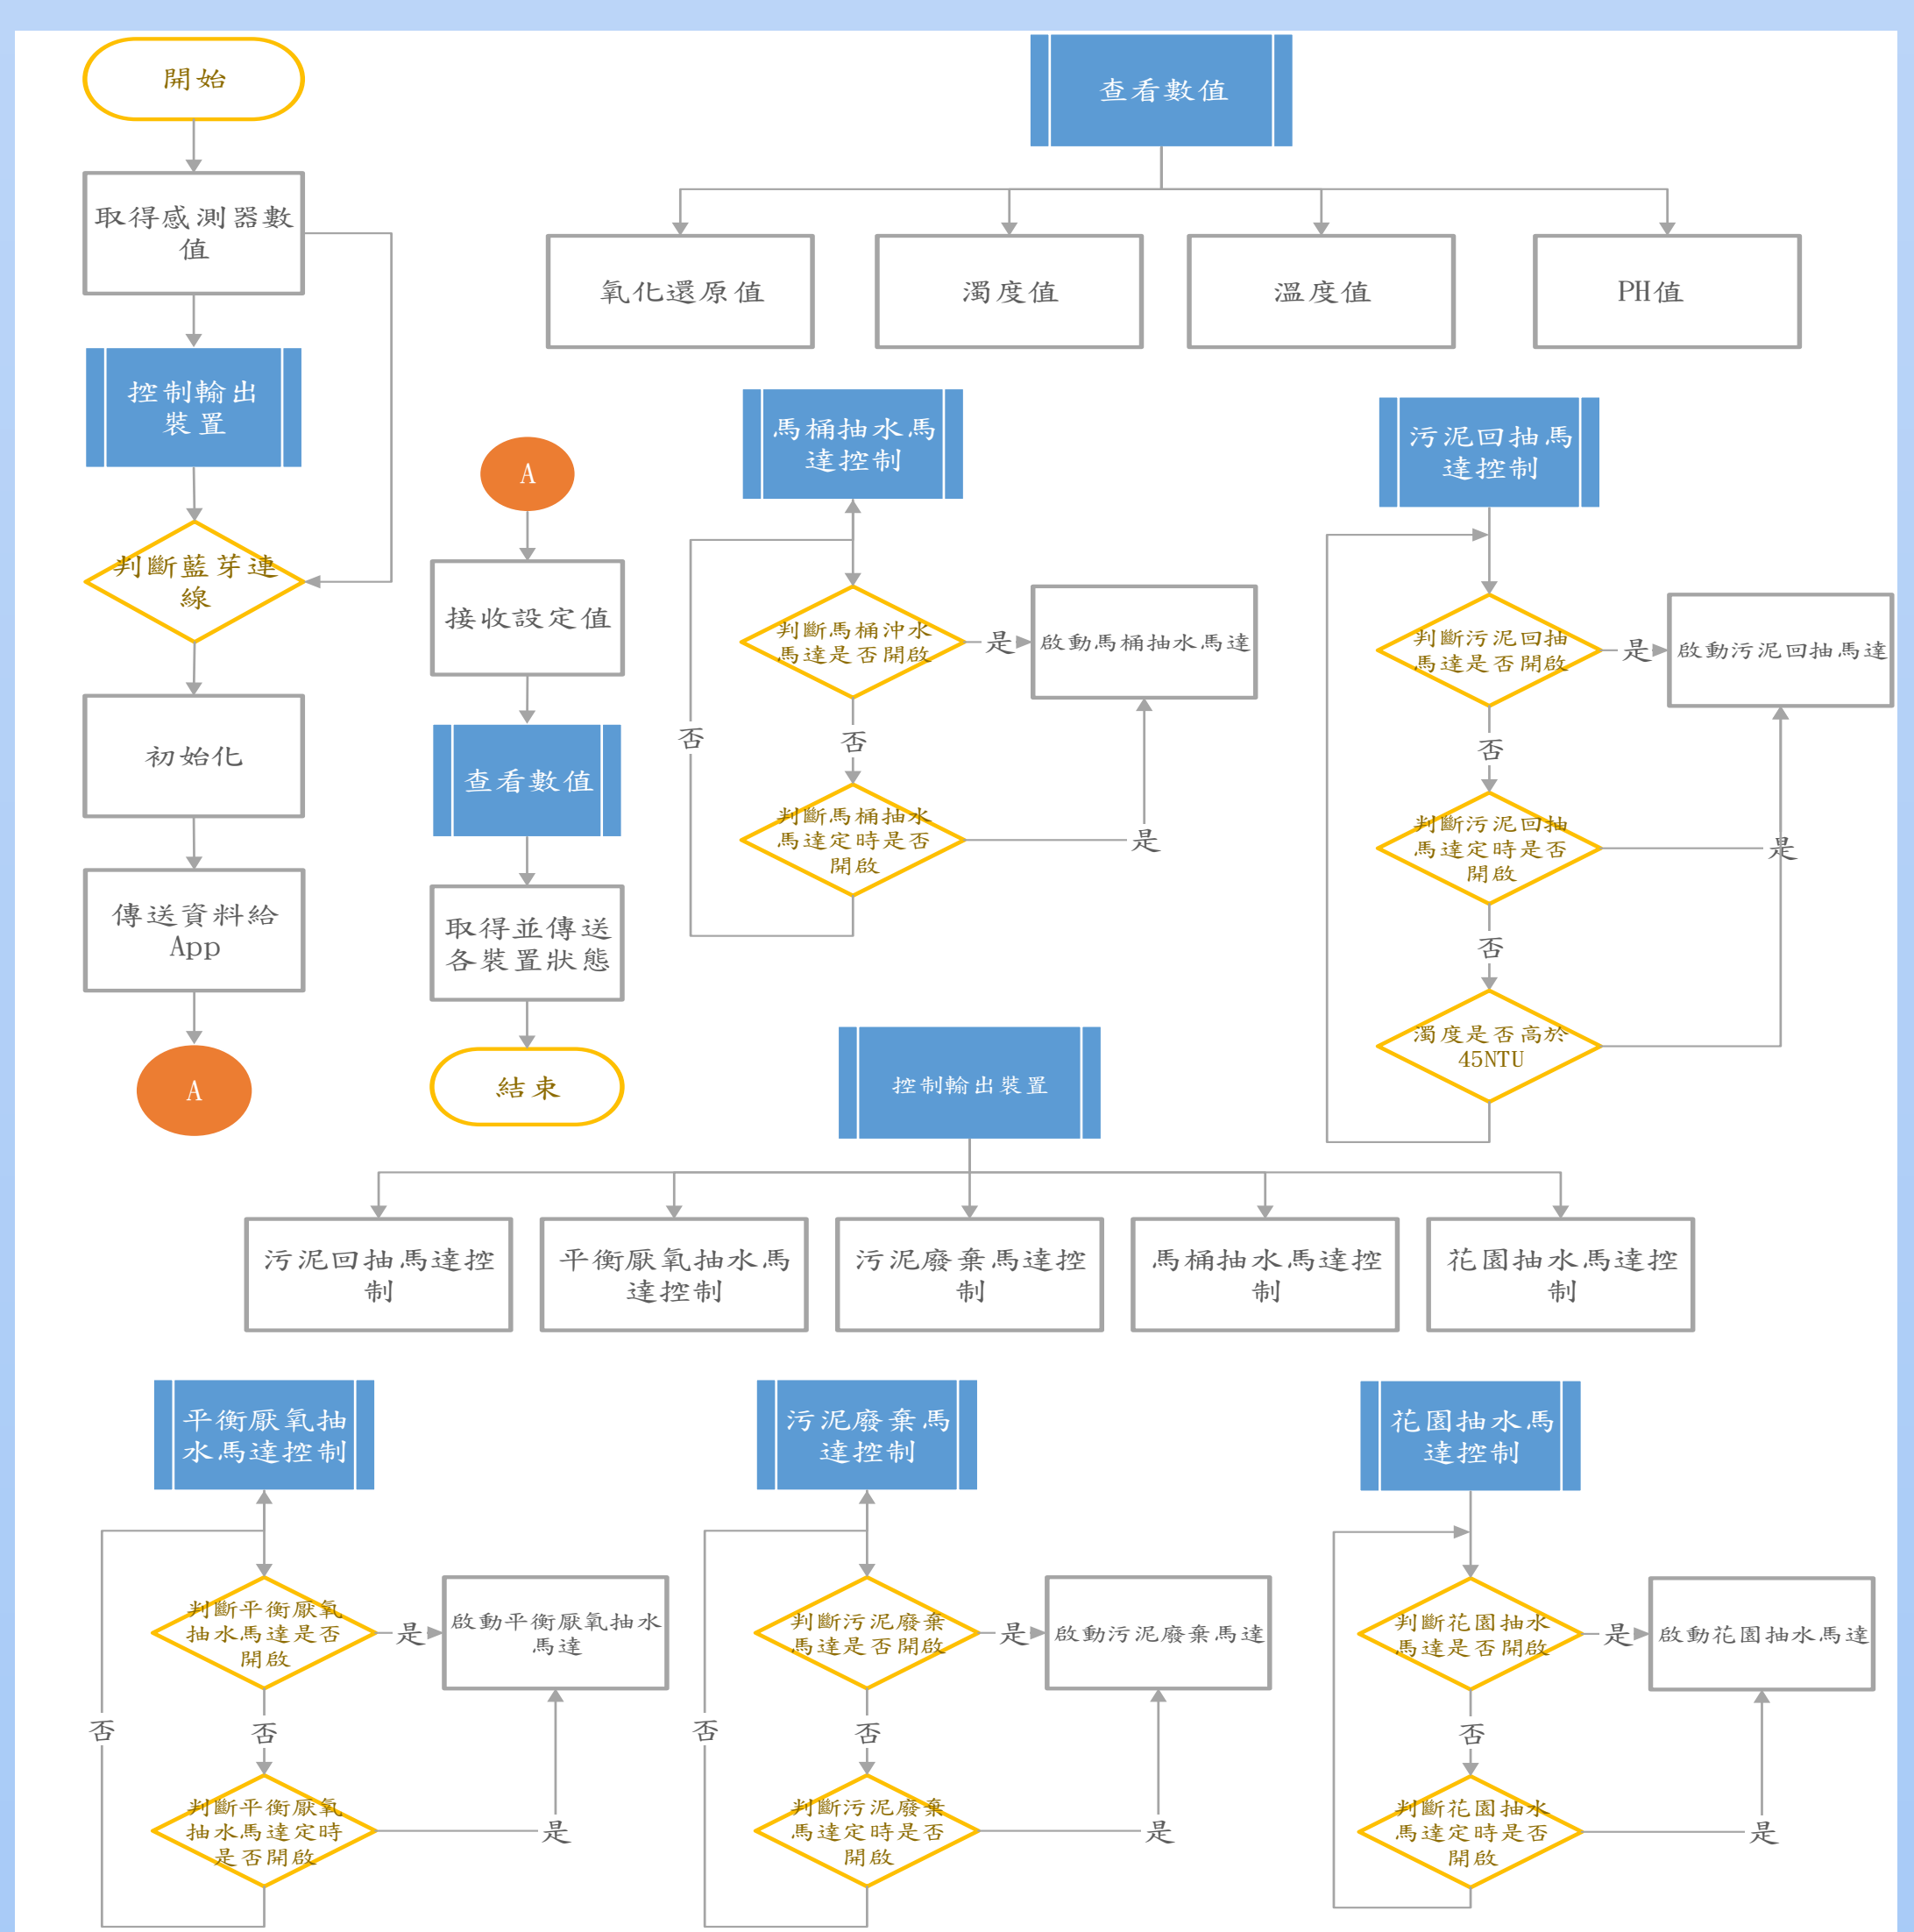 開始
取得感測器數
值
控制輸出
裝置
判斷藍芽連
線
初始化
傳送資料給
App
A
A
接收設定值
查看數值
取得並傳送
各裝置狀態
結束
查看數值
氧化還原值
濁度值
溫度值
PH值
馬桶抽水馬
達控制
判斷馬桶沖水
馬達是否開啟
是
啟動馬桶抽水馬達
否
否
判斷馬桶抽水
馬達定時是否
開啟
是
污泥回抽馬
達控制
判斷污泥回抽
馬達是否開啟
是
啟動污泥回抽馬達
否
判斷污泥回抽
馬達定時是否
開啟
是
否
濁度是否高於
45NTU
控制輸出裝置
污泥回抽馬達控
制
平衡厭氧抽水馬
達控制
污泥廢棄馬達控
制
馬桶抽水馬達控
制
花園抽水馬達控
制
平衡厭氧抽
水馬達控制
判斷平衡厭氧
抽水馬達是否
開啟
是
啟動平衡厭氧抽水
馬達
否
否
判斷平衡厭氧
抽水馬達定時
是否開啟
是
污泥廢棄馬
達控制
判斷污泥廢棄
馬達是否開啟
是
啟動污泥廢棄馬達
否
否
判斷污泥廢棄
馬達定時是否
開啟
是
花園抽水馬
達控制
判斷花園抽水
馬達是否開啟
是
啟動花園抽水馬達
否
判斷花園抽水
馬達定時是否
開啟
是